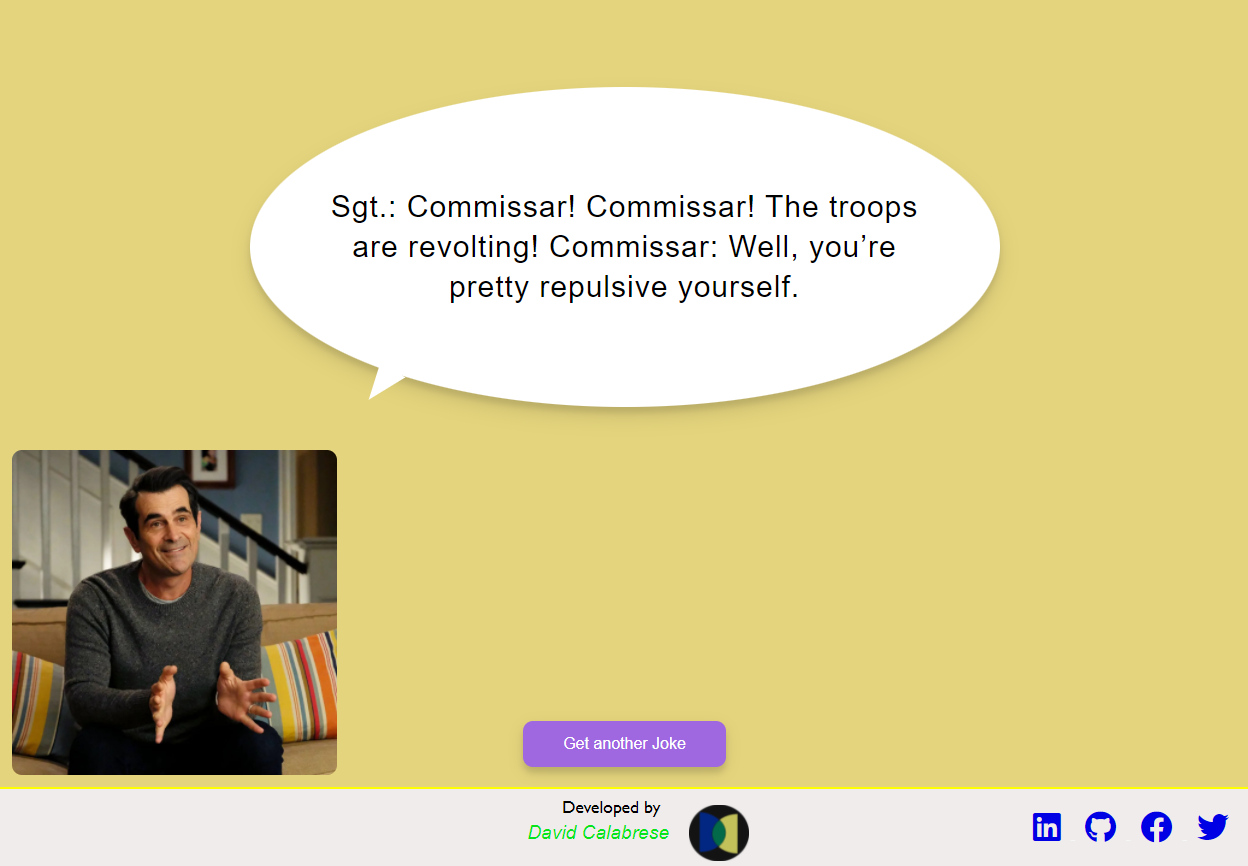 Sgt.: Commissar! Commissar! The troops
are revolting! Commissar: Well, you’re
pretty repulsive yourself.
Get another Joke
Developed by
David Calabrese